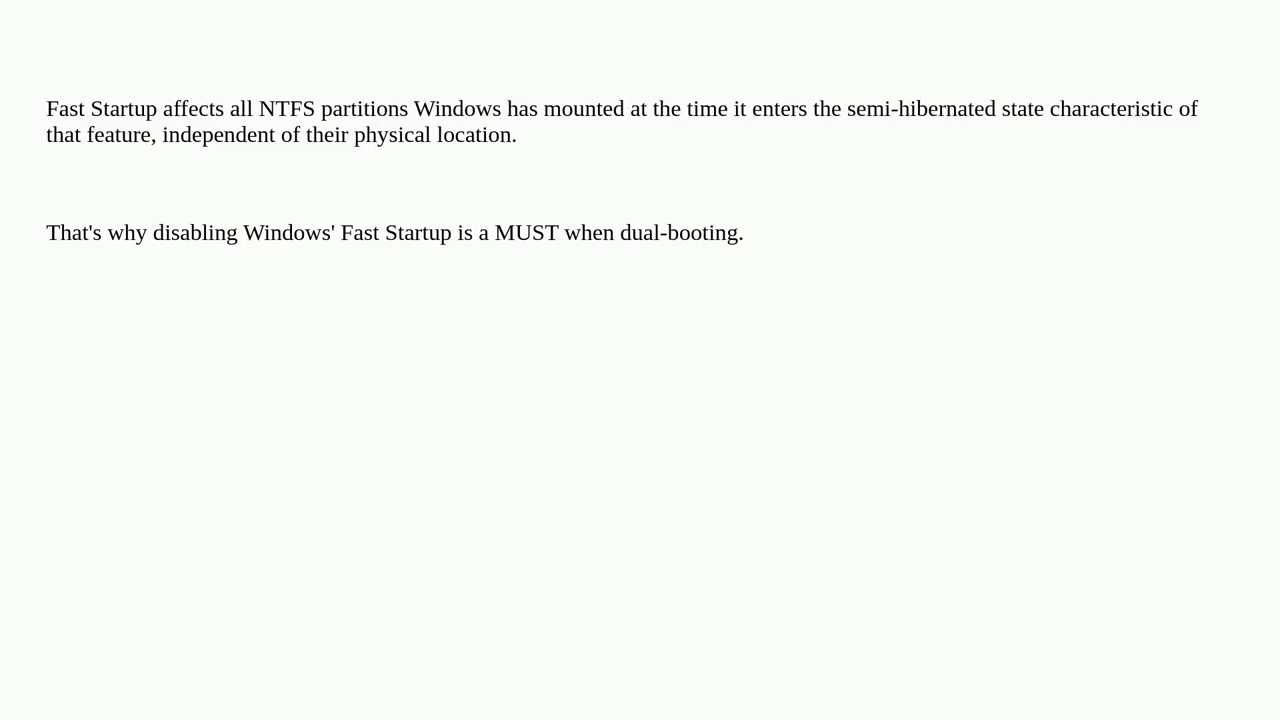 Fast Startup affects all NTFS partitions Windows has mounted at the time it enters the semi-hibernated state characteristic of
that feature, independent of their physical location.
That's why disabling Windows' Fast Startup is a MUST when dual-booting.